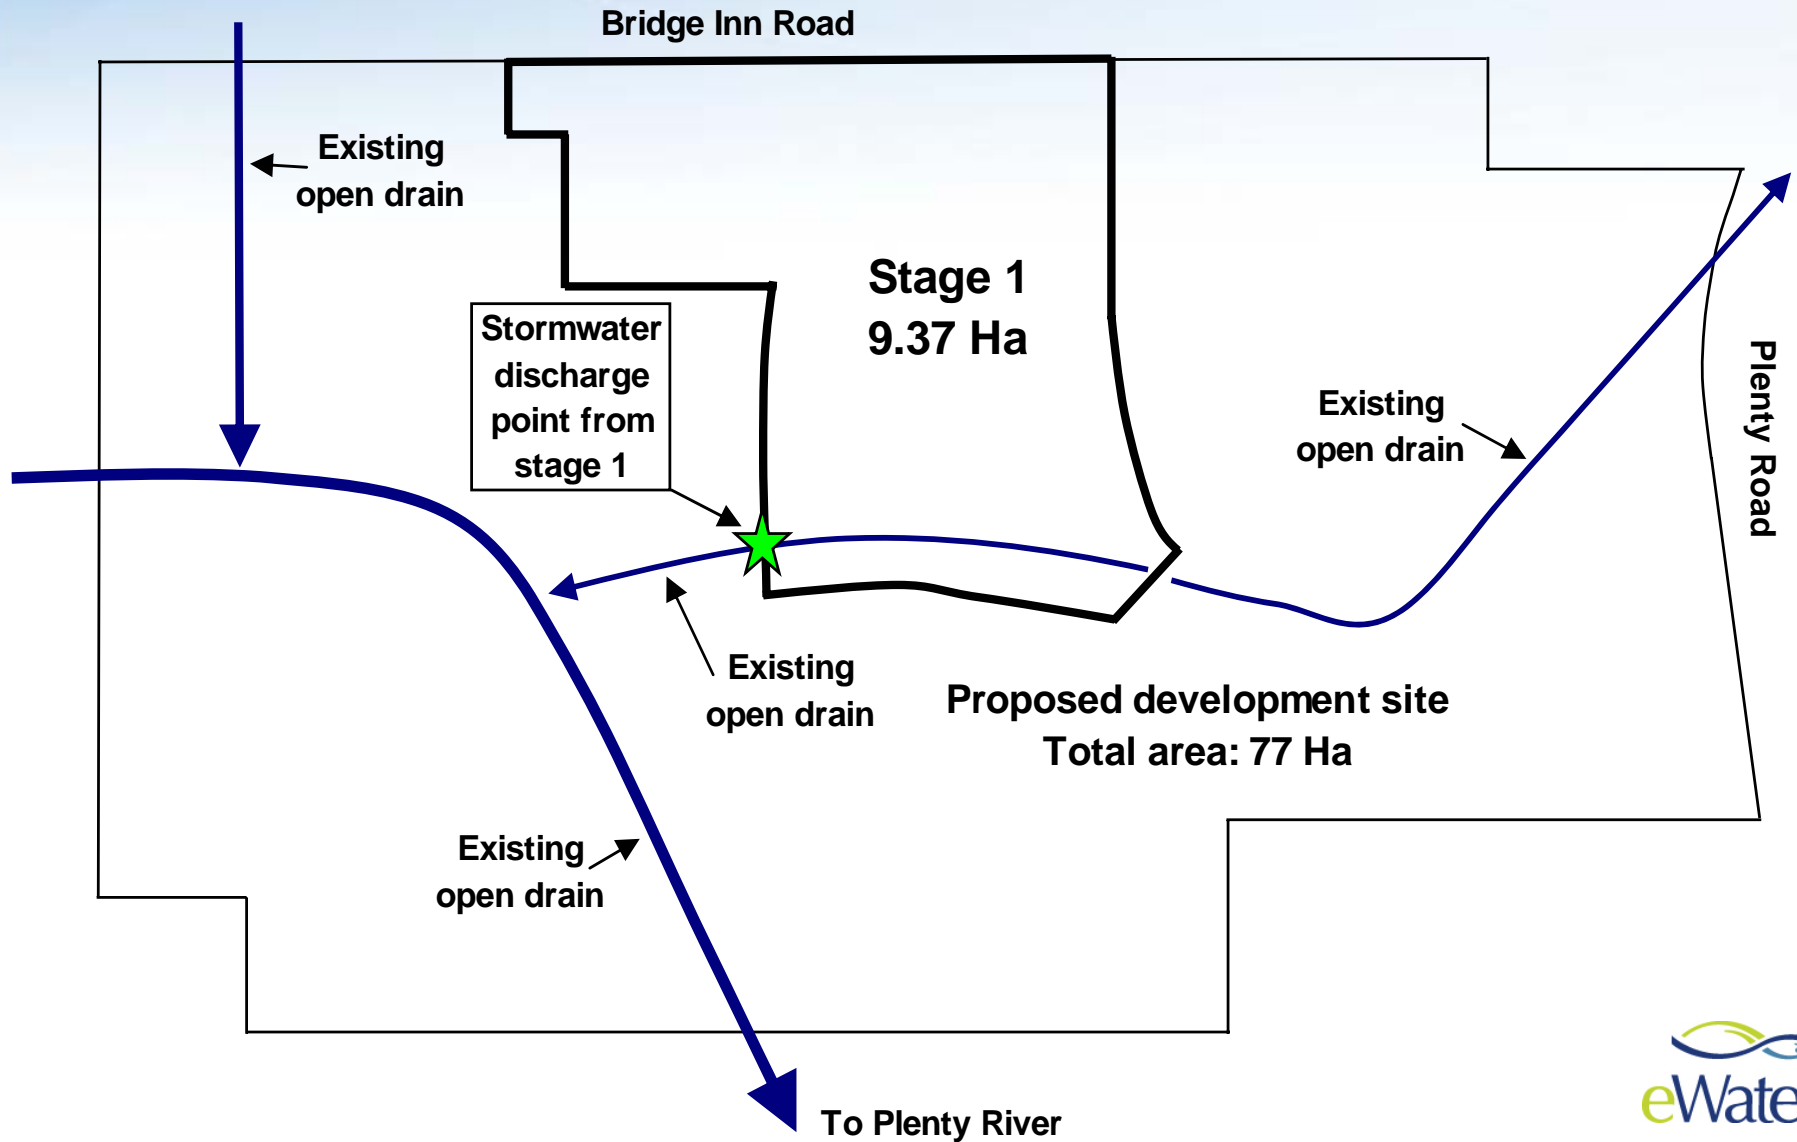 Bridge Inn Road
Existing
open drain
Stage 1
9.37 Ha
Stormwater
discharge
point from
stage 1
Existing
open drain
Plenty Road
Existing
open drain
Proposed development site
Total area: 77 Ha
Existing
open drain
To Plenty River
eWate